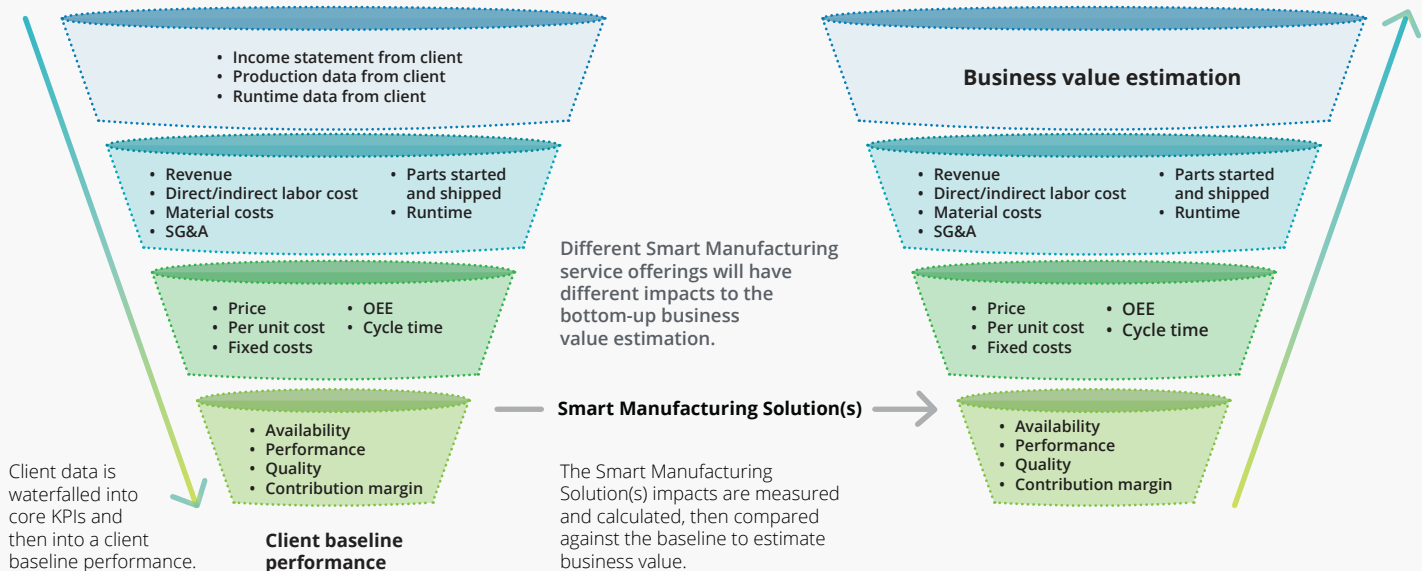 • Income statement from client
• Production data from client
• Runtime data from client
• Revenue
• Direct/indirect labor cost
• Material costs
• SG&A
• Parts started
and shipped
• Runtime
• Price
• Per unit cost
• Fixed costs
• OEE
• Cycle time
• Availability
• Performance
• Quality
• Contribution margin
Client data is
waterfalled into
core KPIs and
then into a client
baseline performance.
Client baseline
performance
Different Smart Manufacturing
service offerings will have
different impacts to the
bottom-up business
value estimation.
Smart Manufacturing Solution(s)
The Smart Manufacturing
Solution(s) impacts are measured
and calculated, then compared
against the baseline to estimate
business value.
Business value estimation
• Revenue
• Direct/indirect labor cost
• Material costs
• SG&A
• Parts started
and shipped
• Runtime
• Price
• Per unit cost
• Fixed costs
• OEE
• Cycle time
• Availability
• Performance
• Quality
• Contribution margin